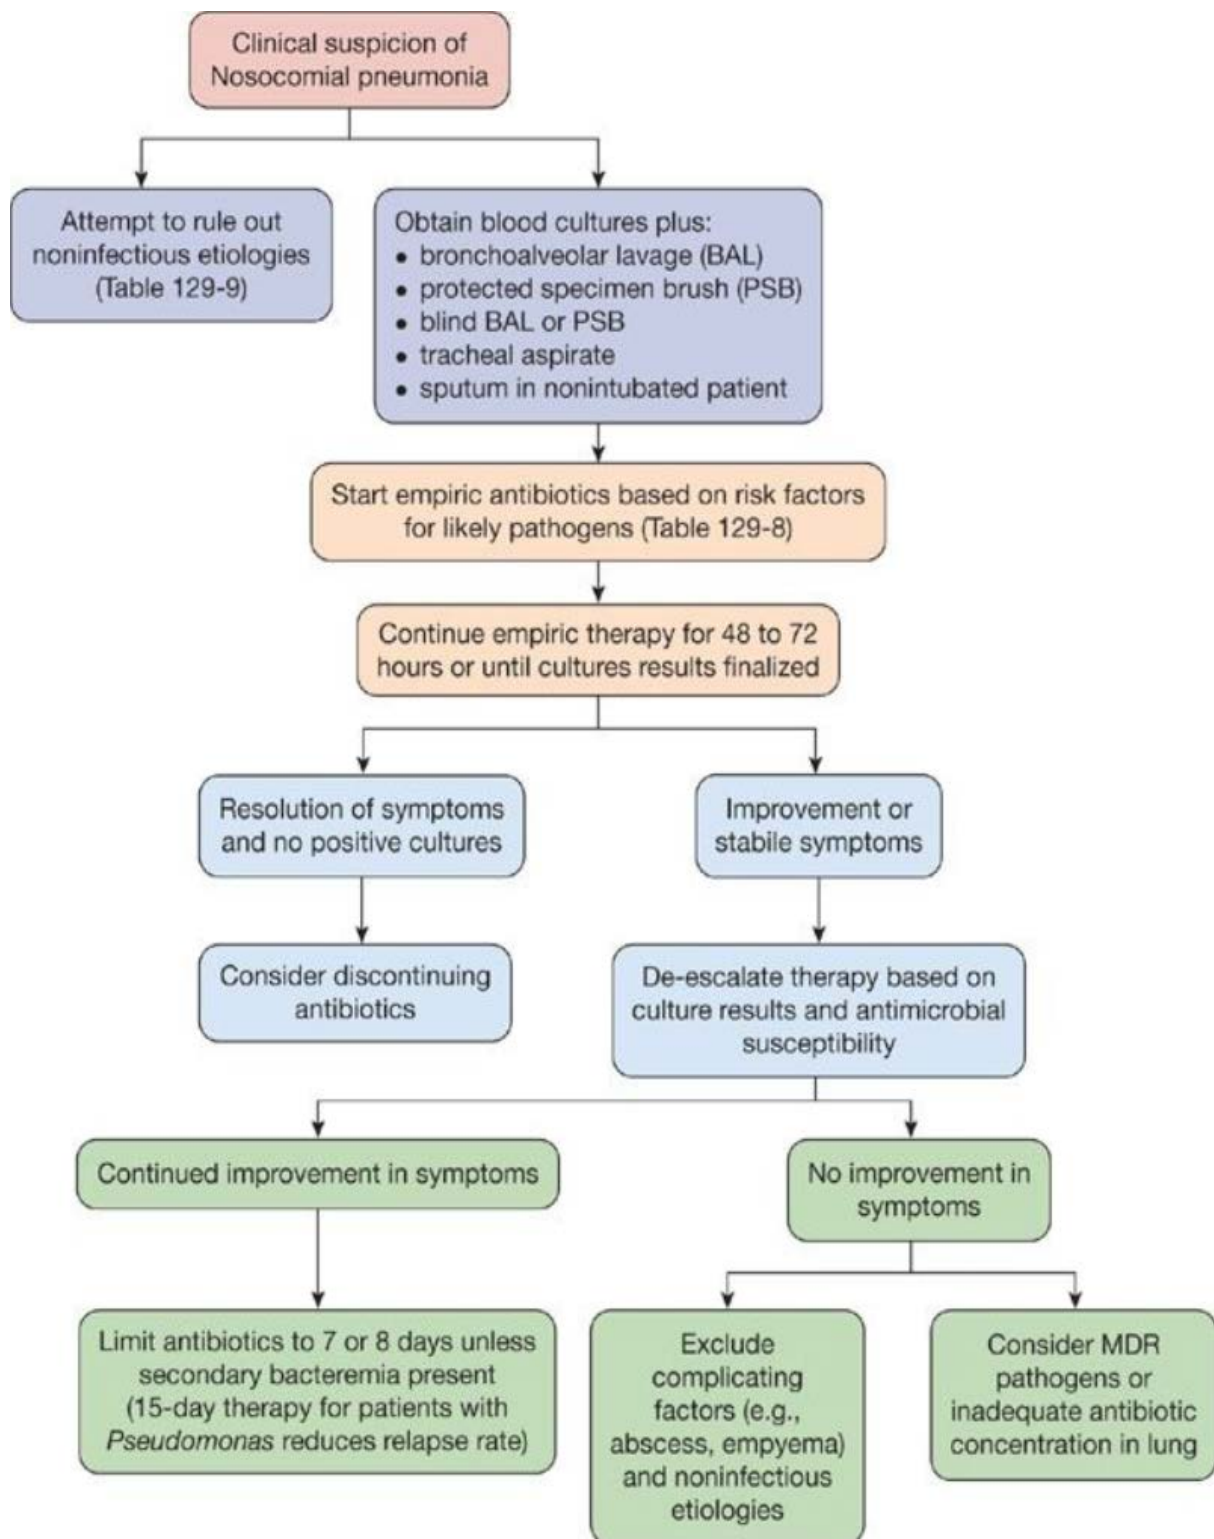 Clinical suspicion of
Nosocomial pneumonia
Attempt to rule out
noninfectious etiologies
(Table 129-9)
Obtain blood cultures plus:
• bronchoalveolar lavage (BAL)
• protected specimen brush (PSB)
• blind BAL or PSB
• tracheal aspirate
• sputum in nonintubated patient
Start empiric antibiotics based on risk factors
for likely pathogens (Table 129-8)
Continue empiric therapy for 48 to 72
hours or until cultures results finalized
Resolution of symptoms
and no positive cultures
Improvement or
stabile symptoms
Consider discontinuing
antibiotics
De-escalate therapy based on
culture results and antimicrobial
susceptibility
Continued improvement in symptoms
No improvement in
symptoms
Limit antibiotics to 7 or 8 days unless
secondary bacteremia present
(15-day therapy for patients with
Pseudomonas reduces relapse rate)
Exclude
complicating
factors (e.g.,
abscess, empyema)
and noninfectious
etiologies
Consider MDR
pathogens or
inadequate antibiotic
concentration in lung